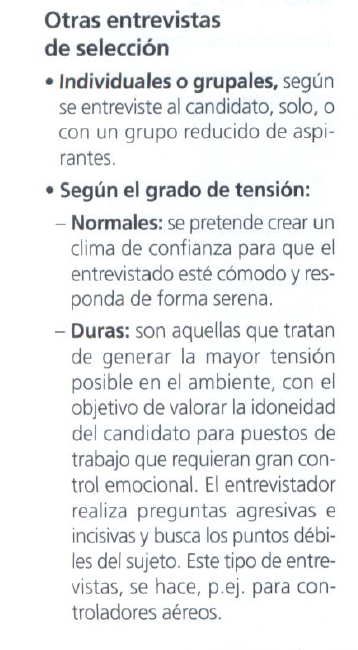 Otras entrevistas
de selección
• Individuales o grupales, según
se entreviste al candidato, solo, o
con un grupo reducido de aspi-
rantes.
• Según el grado de tensión:
– Normales: se pretende crear un
clima de confianza para que el
entrevistado esté cómodo y res-
ponda de forma serena.
– Duras: son aquellas que tratan
de generar la mayor tensión
posible en el ambiente, con el
objetivo de valorar la idoneidad
del candidato para puestos de
trabajo que requieran gran con-
trol emocional. El entrevistador
realiza preguntas agresivas e
incisivas y busca los puntos débi-
les del sujeto. Este tipo de entre-
vistas, se hace, p.ej. para con-
troladores aéreos.